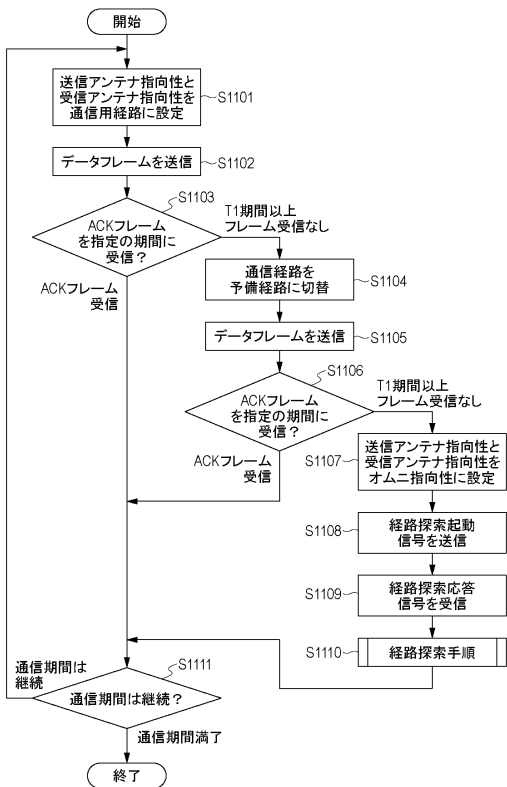 開始
送信アンテナ指向性と
受信アンテナ指向性を
通信用経路に設定
S1101
データフレームを送信
S1102
S1103
ACKフレーム
を指定の期間に
受信？
T1期間以上
フレーム受信なし
ACKフレーム
受信
通信経路を
予備経路に切替
S1104
データフレームを送信
S1105
S1106
ACKフレーム
を指定の期間に
受信？
T1期間以上
フレーム受信なし
ACKフレーム
受信
S1107
送信アンテナ指向性と
受信アンテナ指向性を
オムニ指向性に設定
S1108
経路探索起動
信号を送信
S1109
経路探索応答
信号を受信
S1110
経路探索手順
通信期間は
継続
S1111
通信期間は継続？
通信期間満了
終了